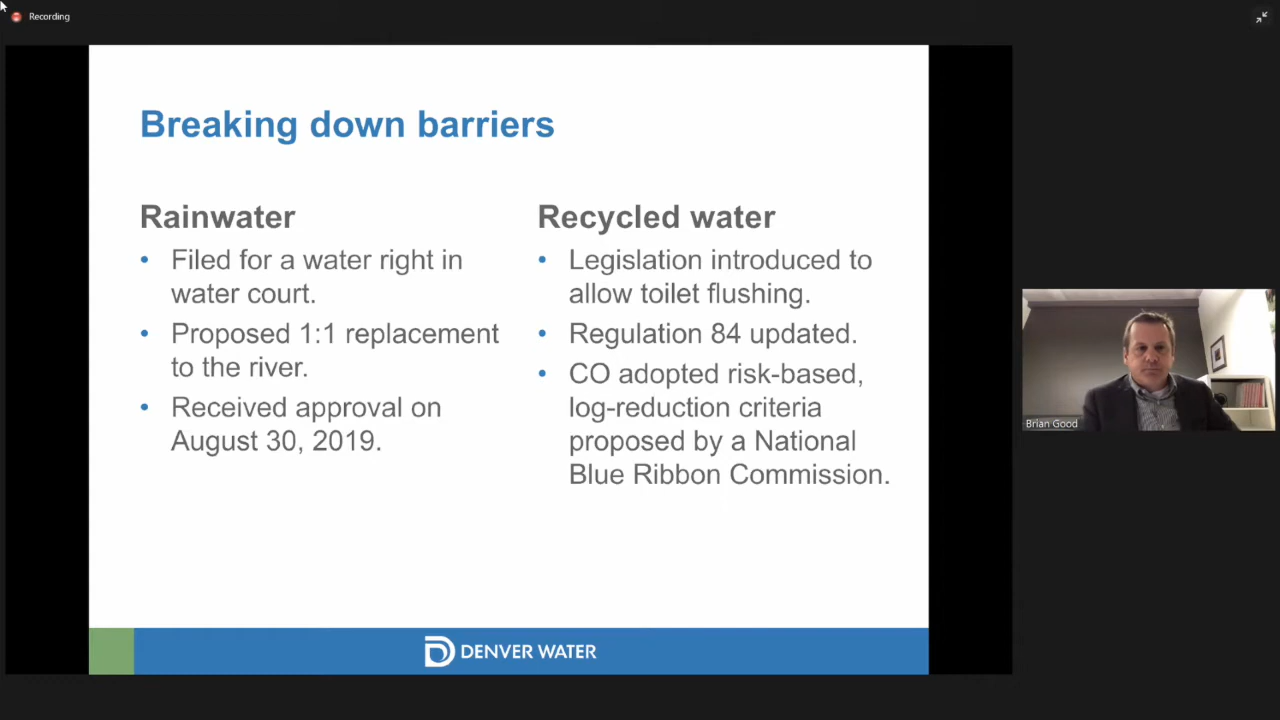 Recording
Breaking down barriers
Rainwater
• Filed for a water right in
water court.
• Proposed 1:1 replacement
to the river.
• Received approval on
August 30, 2019.
Recycled water
• Legislation introduced to
allow toilet flushing.
• Regulation 84 updated.
• CO adopted risk-based,
log-reduction criteria
proposed by a National
Blue Ribbon Commission.
DENVER WATER
Brian Good